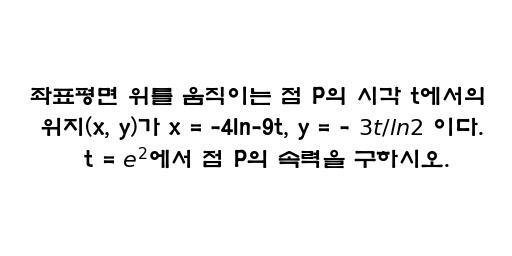 좌표평면 위를 움직이는 점 P의 시각 t에서의
위지(x, y)가 x = -4ln-9t, y = - 3t/ln2 이다.
t = e²에서 점 P의 속력을 구하시오.